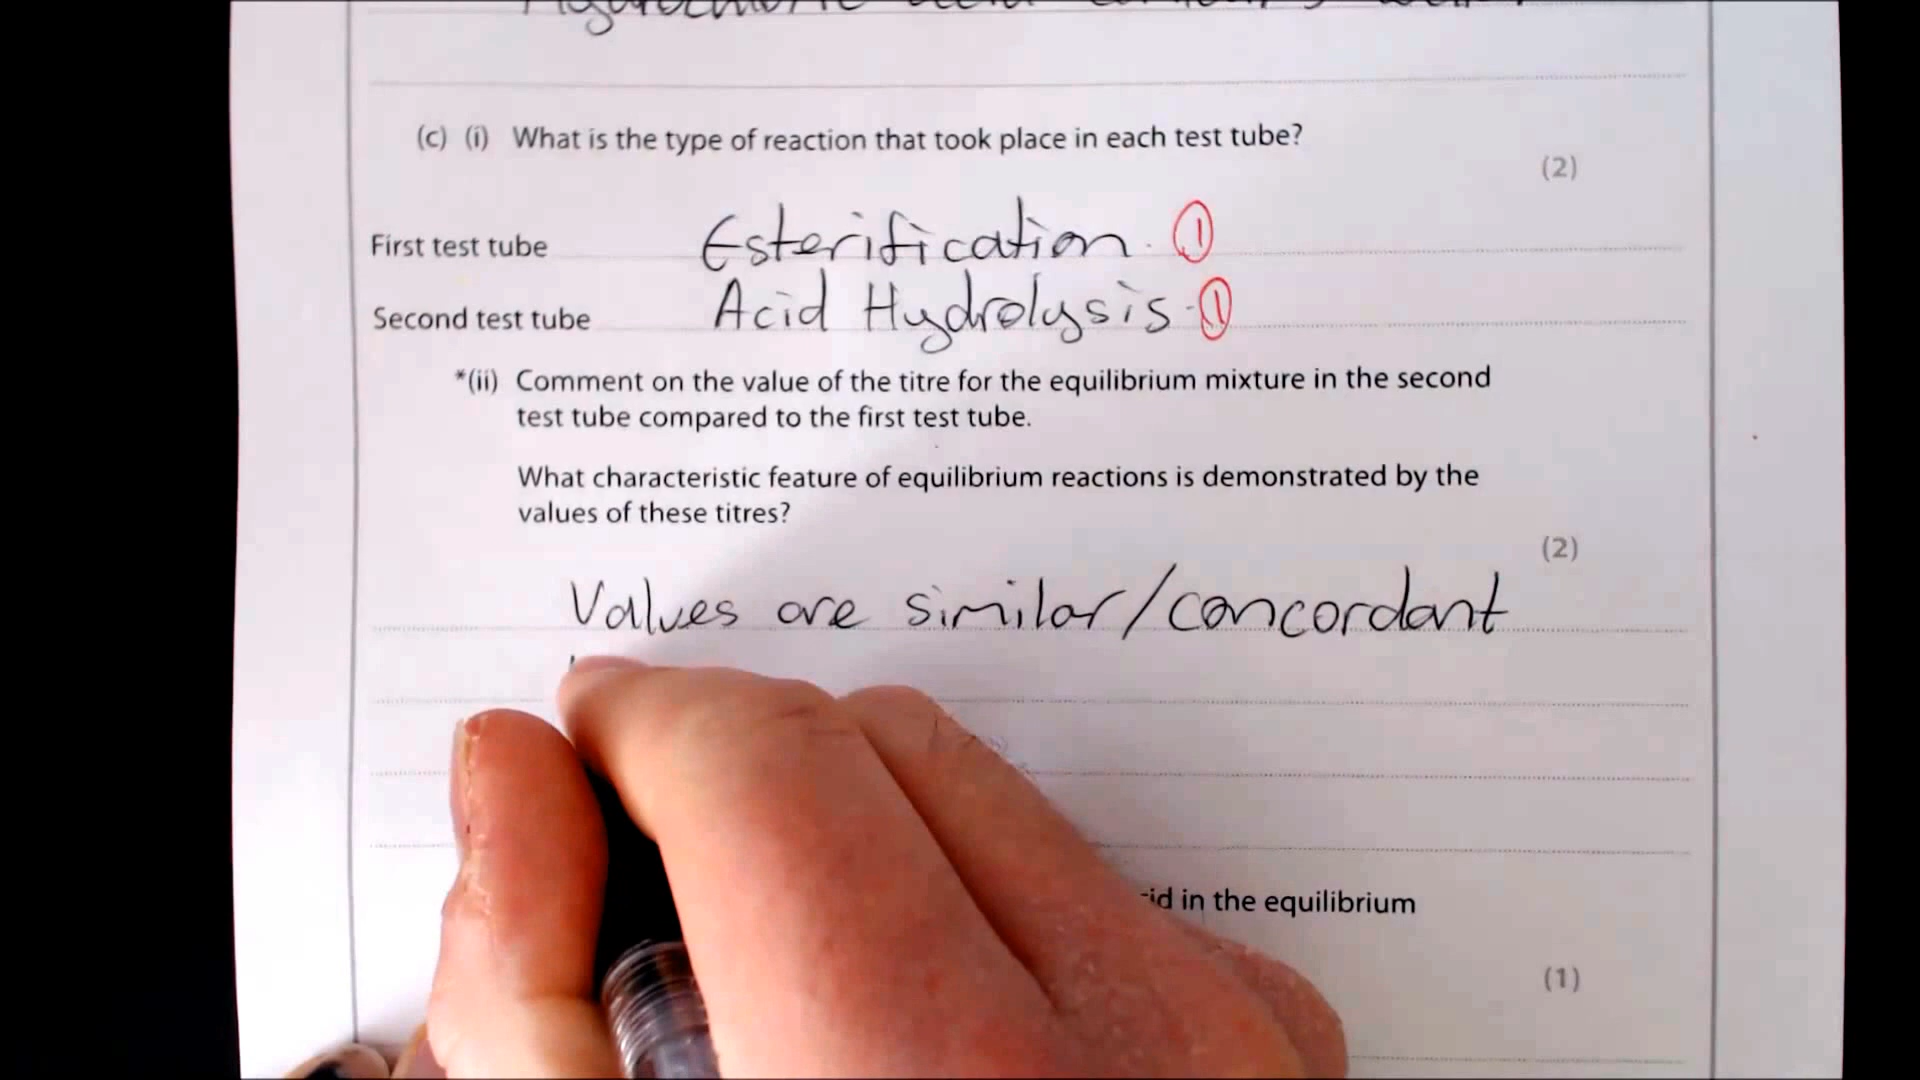 (c) (i) What is the type of reaction that took place in each test tube?
(2)
First test tube Esterification. 1
Second test tube Acid Hydrolysis. 1
*(ii) Comment on the value of the titre for the equilibrium mixture in the second
test tube compared to the first test tube.
What characteristic feature of equilibrium reactions is demonstrated by the
values of these titres?
(2)
Values are similar/concordant
in the equilibrium
(1)